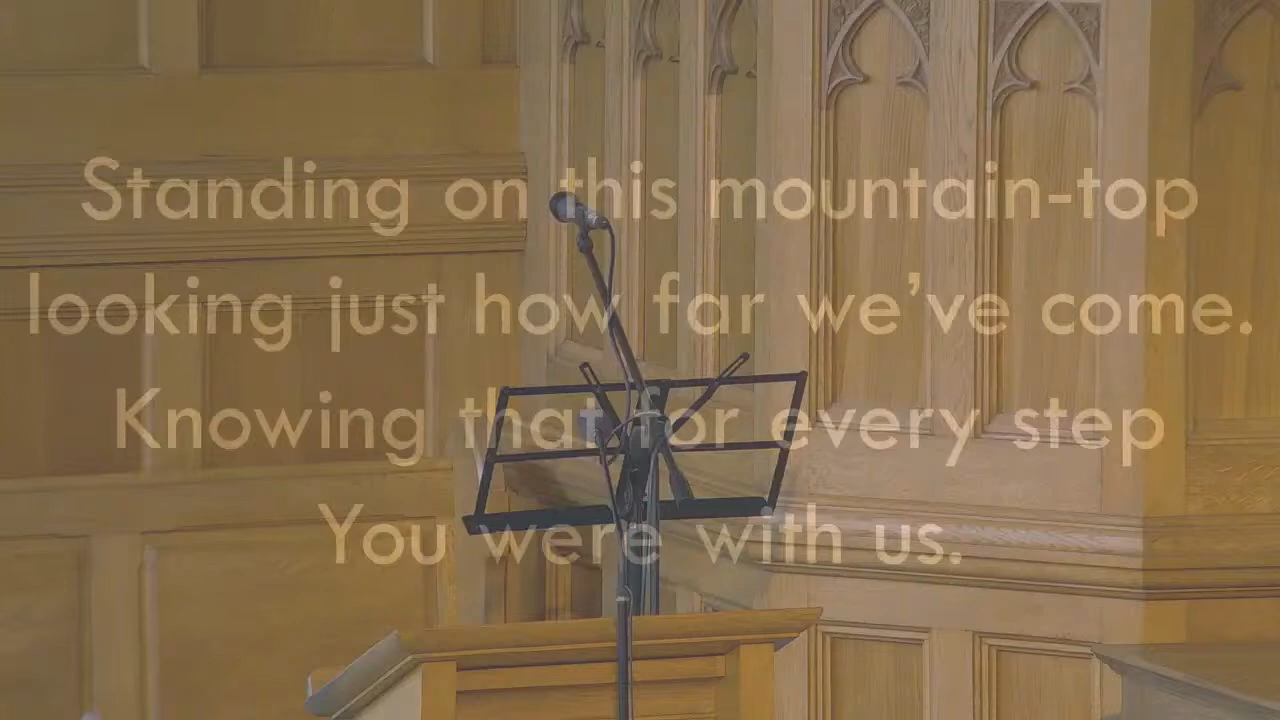 Standing on this mountain-top
looking just how far we’ve come.
Knowing that for every step
You were with us.